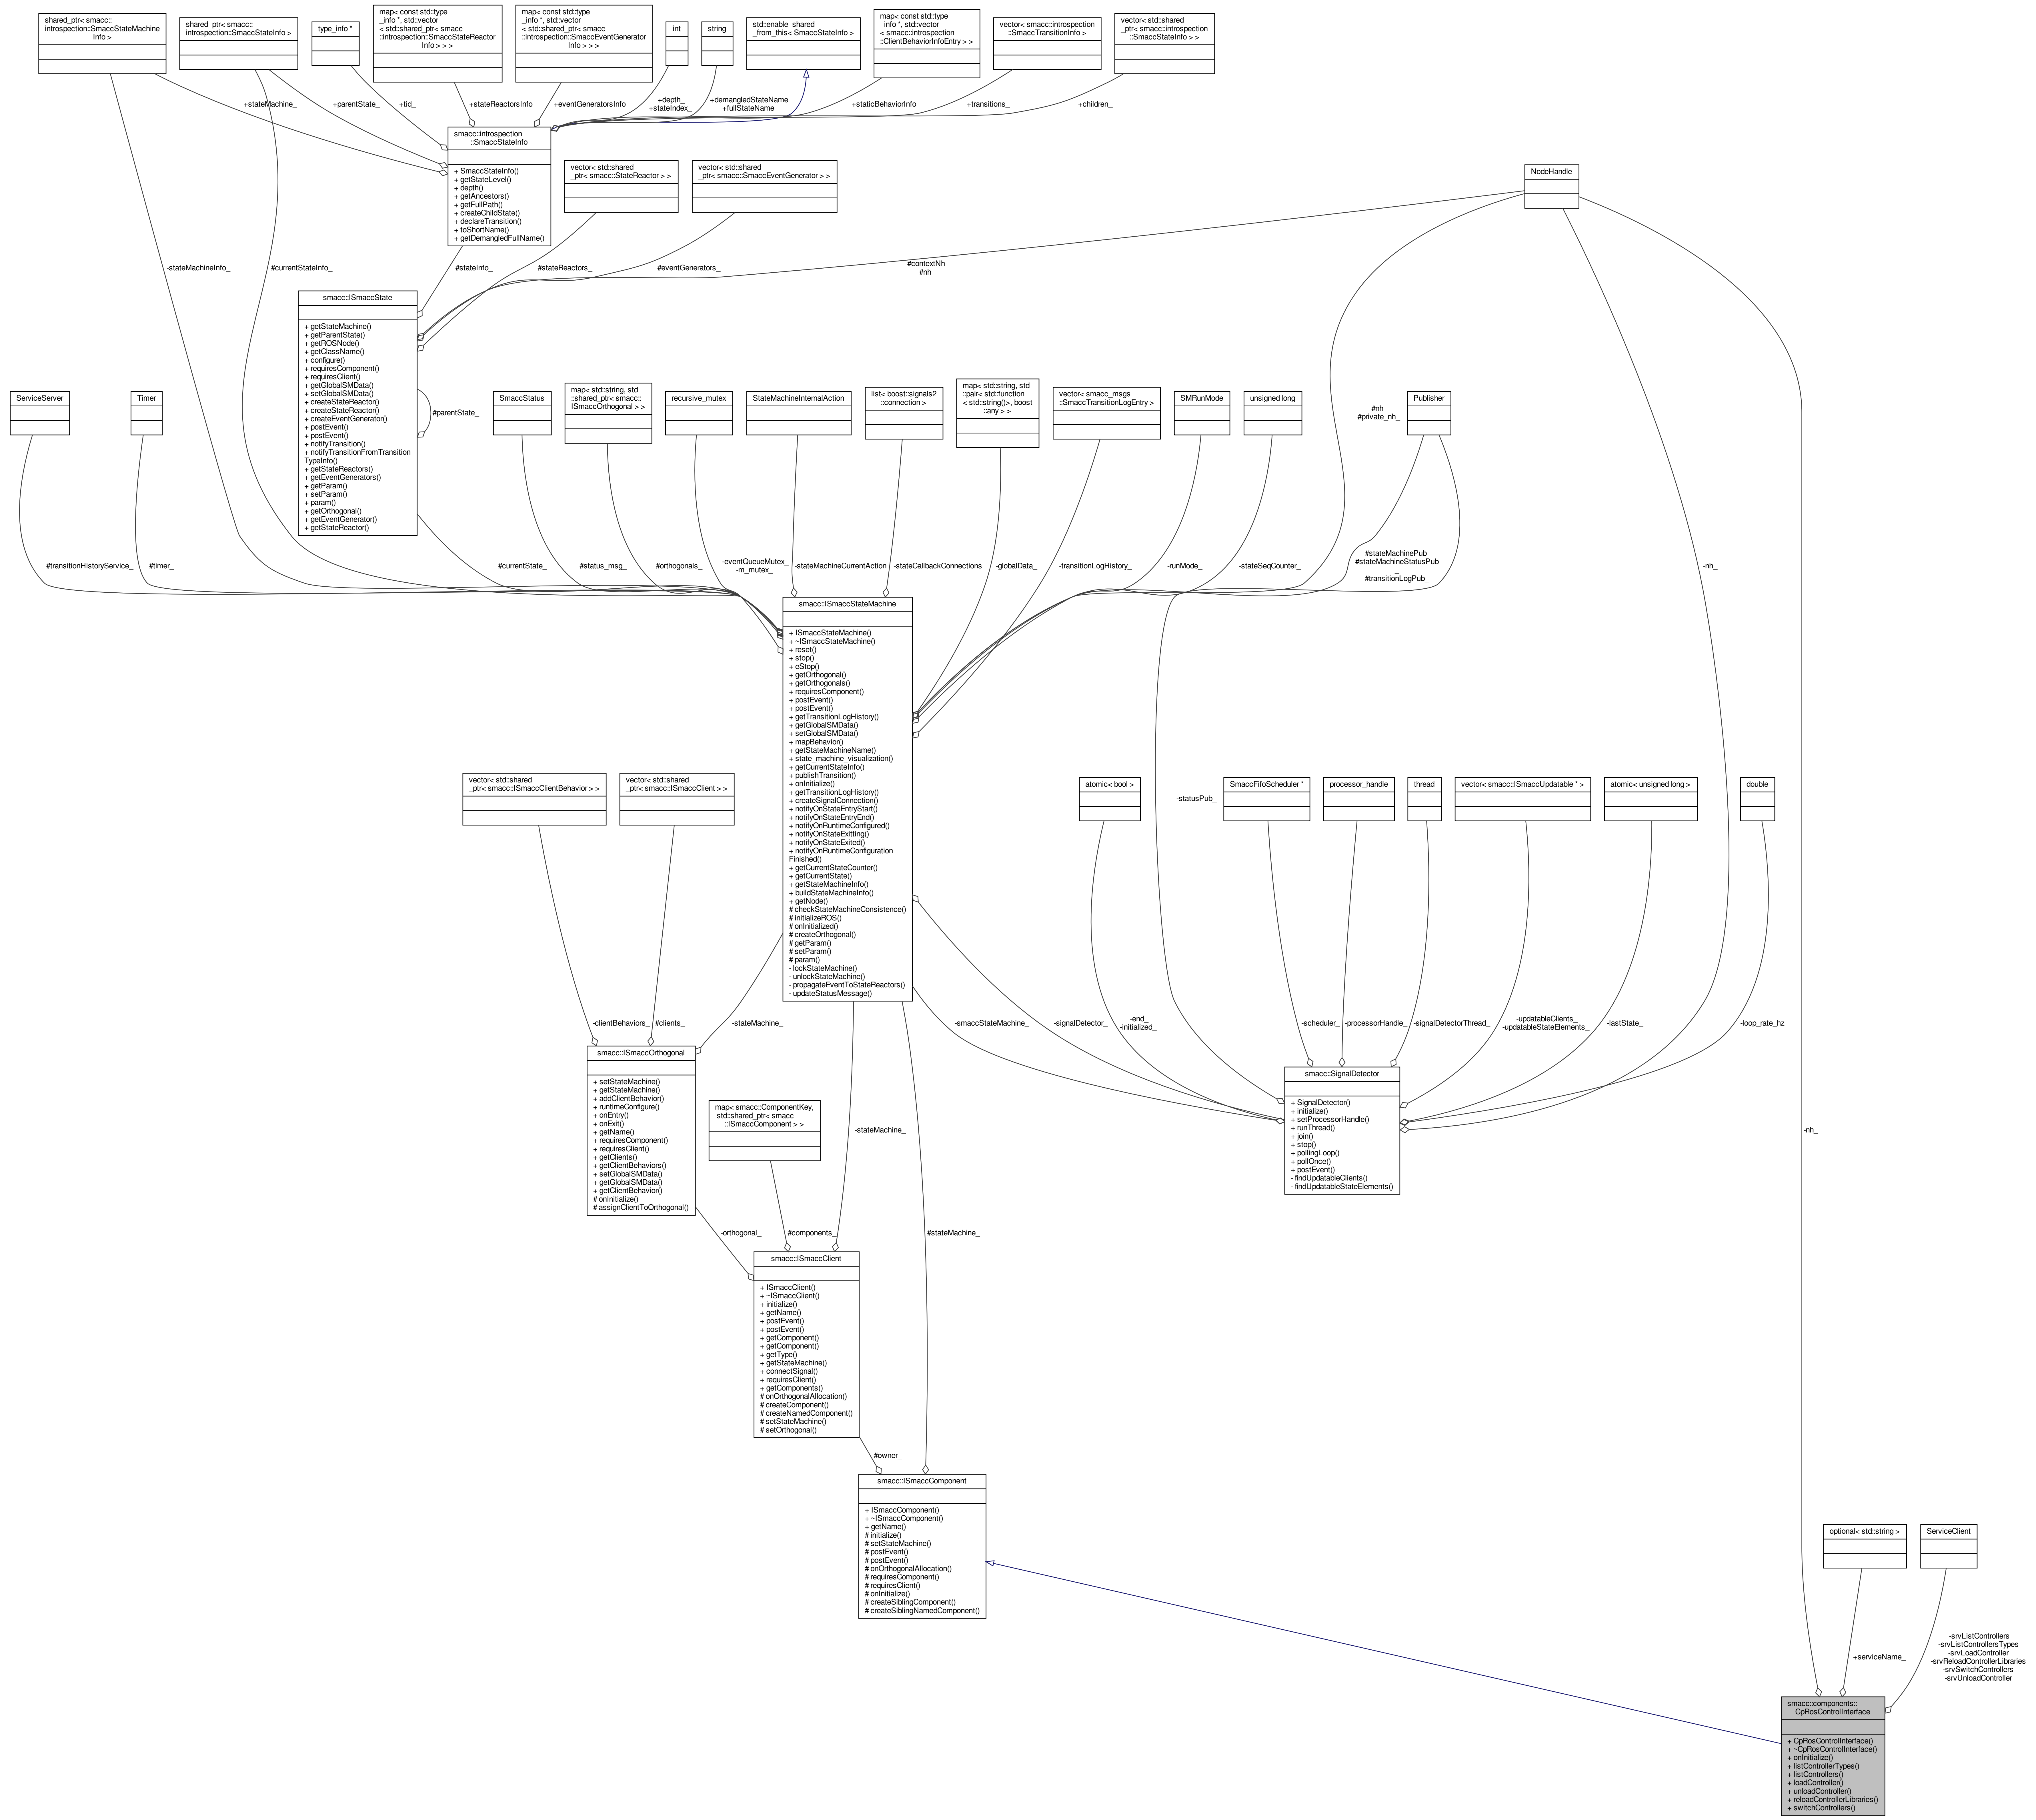 shared_ptr< smacc::
introspection::SmaccStateMachine
Info >
shared_ptr< smacc::
introspection::SmaccStateInfo >
type_info *
map< const std::type
_info *, std::vector
< std::shared_ptr< smacc
::introspection::SmaccStateReactor
Info > > >
map< const std::type
_info *, std::vector
< std::shared_ptr< smacc
::introspection::SmaccEventGenerator
Info > > >
int
string
std::enable_shared
_from_this< SmaccStateInfo >
map< const std::type
_info *, std::vector
< smacc::introspection
::ClientBehaviorInfoEntry > >
vector< smacc::introspection
::SmaccTransitionInfo >
vector< std::shared
_ptr< smacc::introspection
::SmaccStateInfo > >
+stateMachine_
+parentState_
+tid_
+stateReactorsInfo
+eventGeneratorsInfo
+depth_
+stateIndex_
+demangledStateName
+fullStateName
+staticBehaviorInfo
+transitions_
+children_
smacc::introspection
::SmaccStateInfo
+ SmaccStateInfo()
+ getStateLevel()
+ depth()
+ getAncestors()
+ getFullPath()
+ createChildState()
+ declareTransition()
+ toShortName()
+ getDemangledFullName()
vector< std::shared
_ptr< smacc::StateReactor > >
vector< std::shared
_ptr< smacc::SmaccEventGenerator > >
NodeHandle
-stateMachineInfo_
#currentStateInfo_
#stateInfo_
#stateReactors_
#eventGenerators_
#contextNh
#nh
smacc::ISmaccState
+ getStateMachine()
+ getParentState()
+ getROSNode()
+ getClassName()
+ configure()
+ requiresComponent()
+ requiresClient()
+ getGlobalSMData()
+ setGlobalSMData()
+ createStateReactor()
+ createStateReactor()
+ createEventGenerator()
+ postEvent()
+ postEvent()
+ notifyTransition()
+ notifyTransitionFromTransition
TypeInfo()
+ getStateReactors()
+ getEventGenerators()
+ getParam()
+ setParam()
+ param()
+ getOrthogonal()
+ getEventGenerator()
+ getStateReactor()
#parentState_
ServiceServer
Timer
SmaccStatus
map< std::string, std
::shared_ptr< smacc::
ISmaccOrthogonal > >
recursive_mutex
StateMachineInternalAction
list< boost::signals2
::connection >
map< std::string, std
::pair< std::function
< std::string()>, boost
::any > >
vector< smacc_msgs
::SmaccTransitionLogEntry >
SMRunMode
unsigned long
#nh_
#private_nh_
Publisher
#transitionHistoryService_
#timer_
#currentState_
#status_msg_
#orthogonals_
-eventQueueMutex_
-m_mutex_
-stateMachineCurrentAction
-stateCallbackConnections
-globalData_
-transitionLogHistory_
-runMode_
-stateSeqCounter_
#stateMachinePub_
#stateMachineStatusPub
_
#transitionLogPub_
-nh_
smacc::ISmaccStateMachine
+ ISmaccStateMachine()
+ ~ISmaccStateMachine()
+ reset()
+ stop()
+ eStop()
+ getOrthogonal()
+ getOrthogonals()
+ requiresComponent()
+ postEvent()
+ postEvent()
+ getTransitionLogHistory()
+ getGlobalSMData()
+ setGlobalSMData()
+ mapBehavior()
+ getStateMachineName()
+ state_machine_visualization()
+ getCurrentStateInfo()
+ publishTransition()
+ onInitialize()
+ getTransitionLogHistory()
+ createSignalConnection()
+ notifyOnStateEntryStart()
+ notifyOnStateEntryEnd()
+ notifyOnRuntimeConfigured()
+ notifyOnStateExitting()
+ notifyOnStateExited()
+ notifyOnRuntimeConfiguration
Finished()
+ getCurrentStateCounter()
+ getCurrentState()
+ getStateMachineInfo()
+ buildStateMachineInfo()
+ getNode()
# checkStateMachineConsistence()
# initializeROS()
# onInitialized()
# createOrthogonal()
# getParam()
# setParam()
# param()
- lockStateMachine()
- unlockStateMachine()
- propagateEventToStateReactors()
- updateStatusMessage()
vector< std::shared
_ptr< smacc::ISmaccClientBehavior > >
vector< std::shared
_ptr< smacc::ISmaccClient > >
atomic< bool >
-statusPub_
SmaccFifoScheduler *
processor_handle
thread
vector< smacc::ISmaccUpdatable * >
atomic< unsigned long >
double
-clientBehaviors_
#clients_
-stateMachine_
-smaccStateMachine_
-signalDetector_
-end_
-initialized_
-scheduler_
-processorHandle_
-signalDetectorThread_
-updatableClients_
-updatableStateElements_
-lastState_
-loop_rate_hz
smacc::ISmaccOrthogonal
+ setStateMachine()
+ getStateMachine()
+ addClientBehavior()
+ runtimeConfigure()
+ onEntry()
+ onExit()
+ getName()
+ requiresComponent()
+ requiresClient()
+ getClients()
+ getClientBehaviors()
+ setGlobalSMData()
+ getGlobalSMData()
+ getClientBehavior()
# onInitialize()
# assignClientToOrthogonal()
smacc::SignalDetector
+ SignalDetector()
+ initialize()
+ setProcessorHandle()
+ runThread()
+ join()
+ stop()
+ pollingLoop()
+ pollOnce()
+ postEvent()
- findUpdatableClients()
- findUpdatableStateElements()
map< smacc::ComponentKey,
std::shared_ptr< smacc
::ISmaccComponent > >
-stateMachine_
-nh_
-orthogonal_
#components_
#stateMachine_
smacc::ISmaccClient
+ ISmaccClient()
+ ~ISmaccClient()
+ initialize()
+ getName()
+ postEvent()
+ postEvent()
+ getComponent()
+ getComponent()
+ getType()
+ getStateMachine()
+ connectSignal()
+ requiresClient()
+ getComponents()
# onOrthogonalAllocation()
# createComponent()
# createNamedComponent()
# setStateMachine()
# setOrthogonal()
#owner_
smacc::ISmaccComponent
+ ISmaccComponent()
+ ~ISmaccComponent()
+ getName()
# initialize()
# setStateMachine()
# postEvent()
# postEvent()
# onOrthogonalAllocation()
# requiresComponent()
# requiresClient()
# onInitialize()
# createSiblingComponent()
# createSiblingNamedComponent()
optional< std::string >
ServiceClient
+serviceName_
-srvListControllers
-srvListControllersTypes
-srvLoadController
-srvReloadControllerLibraries
-srvSwitchControllers
-srvUnloadController
smacc::components::
CpRosControlInterface
+ CpRosControlInterface()
+ ~CpRosControlInterface()
+ onInitialize()
+ listControllerTypes()
+ listControllers()
+ loadController()
+ unloadController()
+ reloadControllerLibraries()
+ switchControllers()